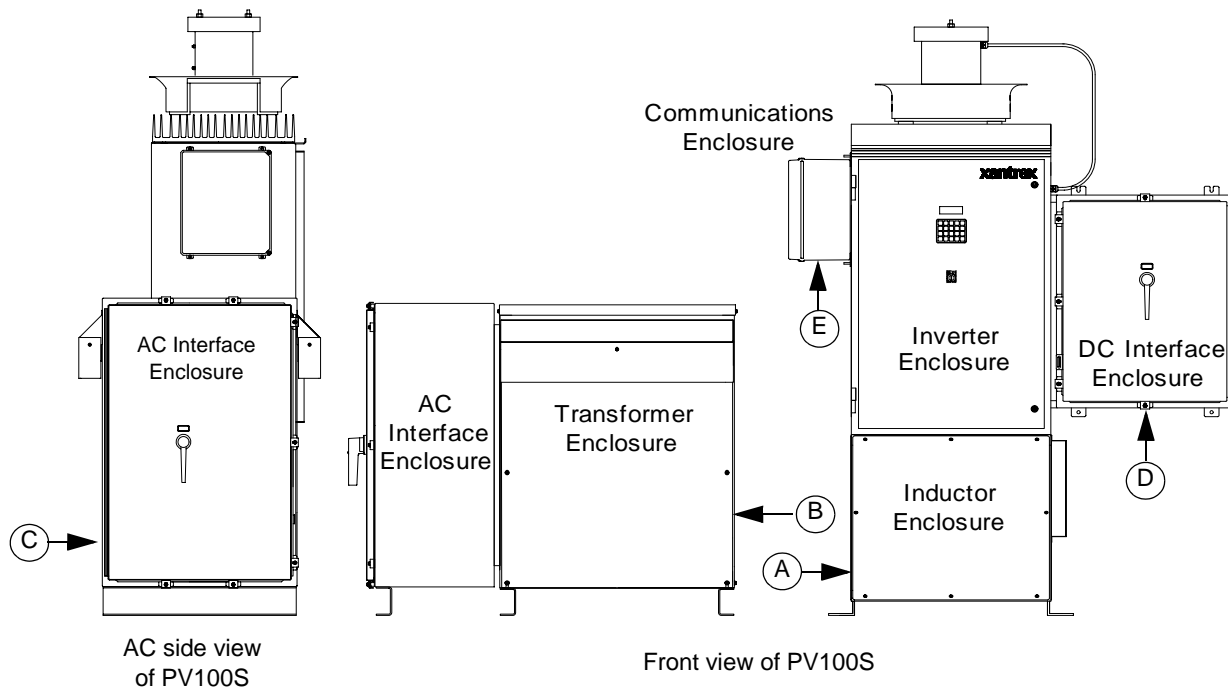 Communications
Enclosure
xantrex
AC Interface
Enclosure
AC
Interface
Enclosure
Transformer
Enclosure
Inverter
Enclosure
DC Interface
Enclosure
Inductor
Enclosure
C
B
A
E
D
AC side view
of PV100S
Front view of PV100S